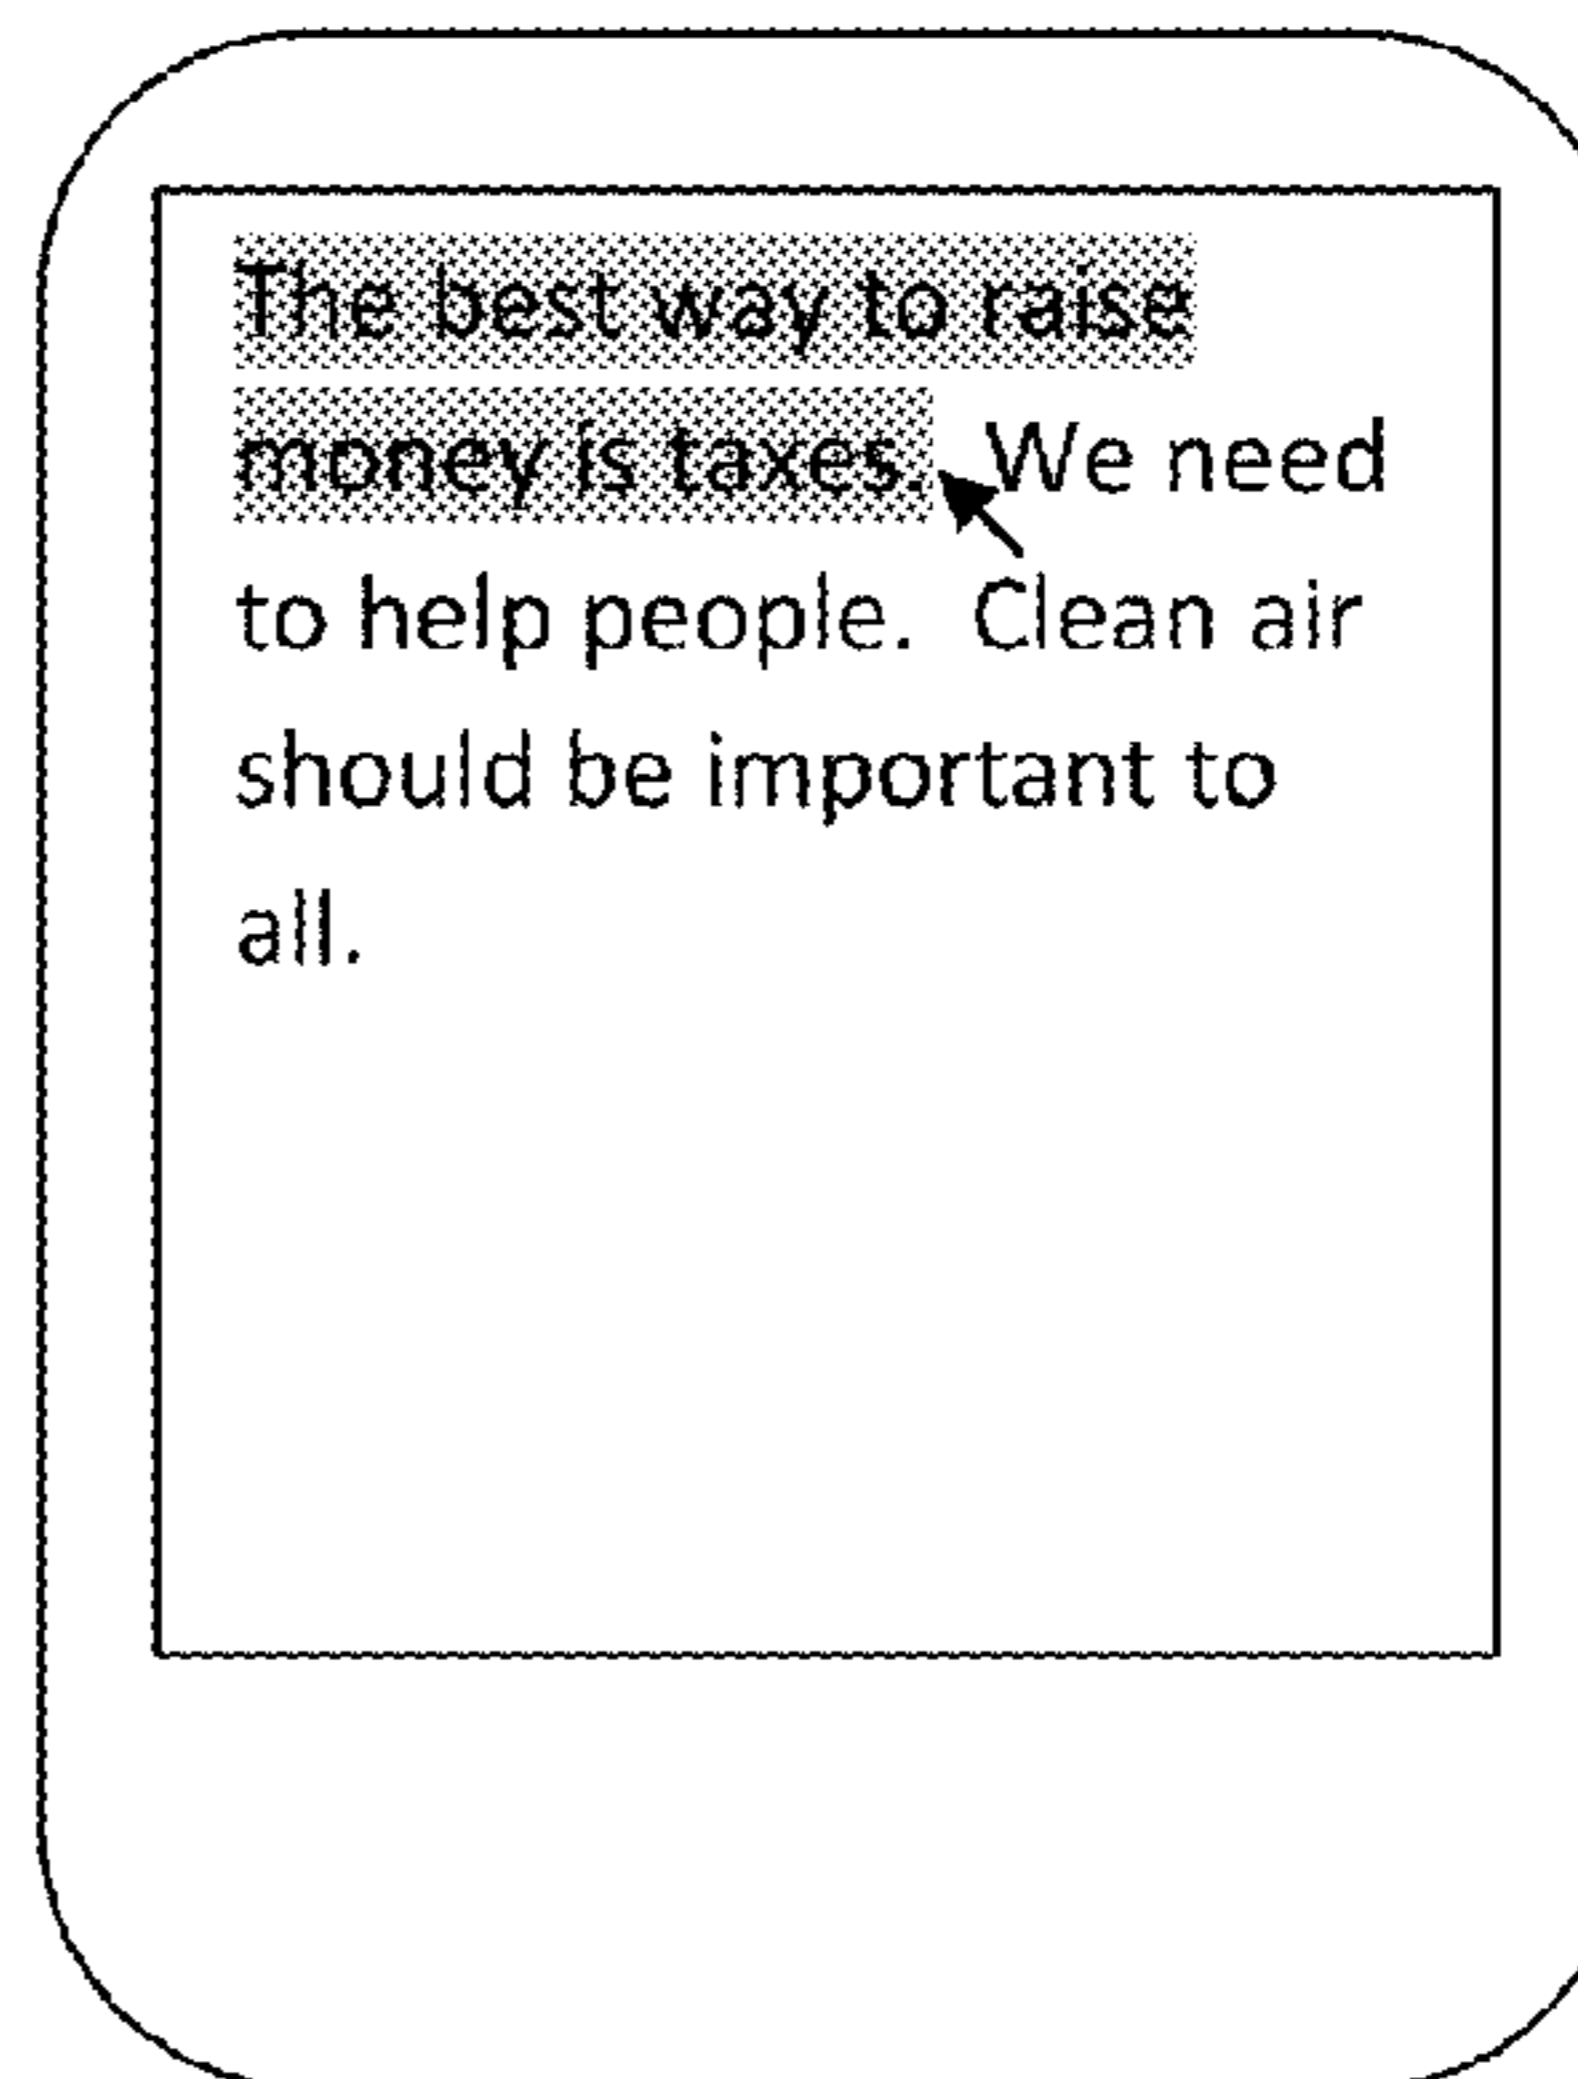 The best way to raise
money is taxes.  We need
to help people.  Clean air
should be important to
all.